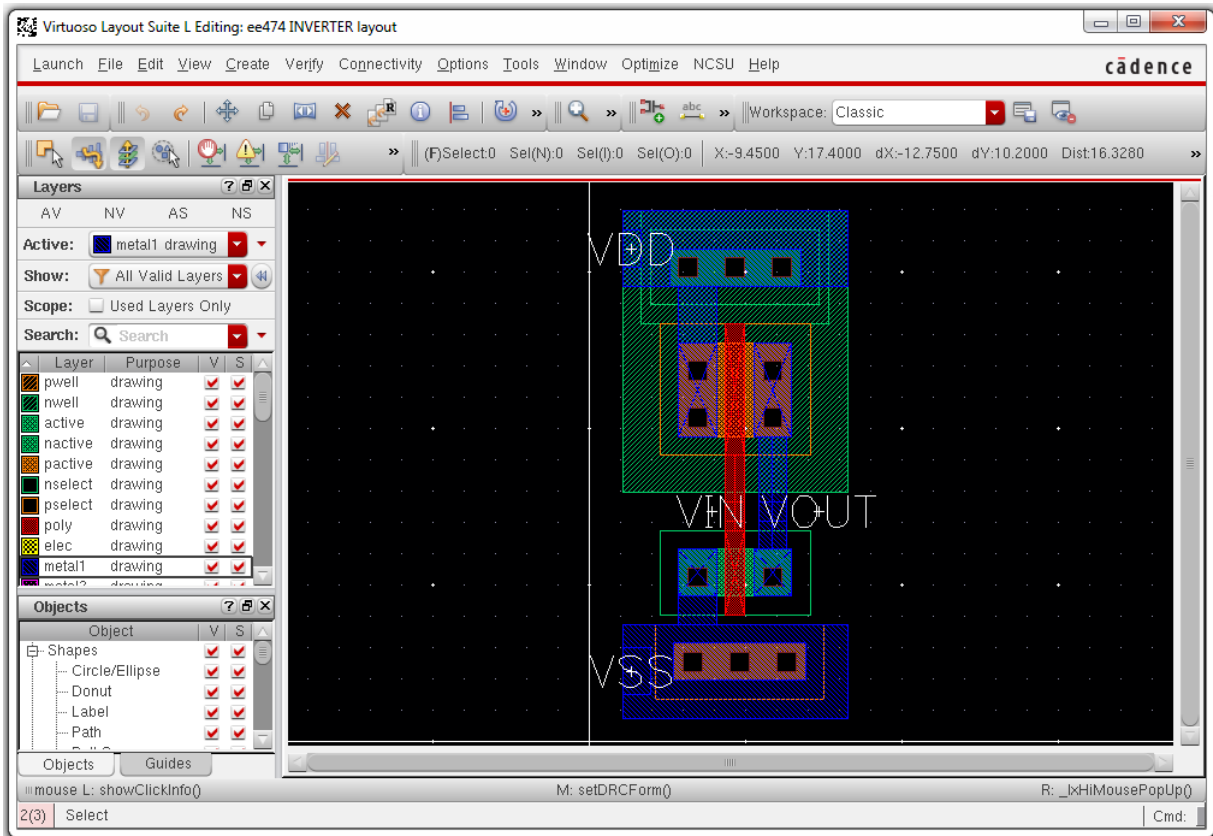 Virtuoso Layout Suite L Editing: ee474 INVERTER layout
Launch File Edit View Create Verify Connectivity Options Tools Window Optimize NCSU Help
cādence
R
abc
Workspace: Classic
(F)Select:0 Sel(N):0 Sel(I):0 Sel(O):0 X:-9.4500 Y:17.4000 dX:-12.7500 dY:10.2000 Dist:16.3280
Layers
AV NV AS NS
Active: metal1 drawing
Show: All Valid Layers
Scope: Used Layers Only
Search: Search
Layer Purpose V S
pwell drawing
nwell drawing
active drawing
nactive drawing
pactive drawing
nselect drawing
pselect drawing
poly drawing
elec drawing
metal1 drawing
Objects
Object V S
Shapes
Circle/Ellipse
Donut
Label
Path
Objects Guides
VDD
VIN VOUT
VSS
mouse L: showClickInfo() M: setDRCForm() R: _lxHiMousePopUp()
2(3) Select Cmd: